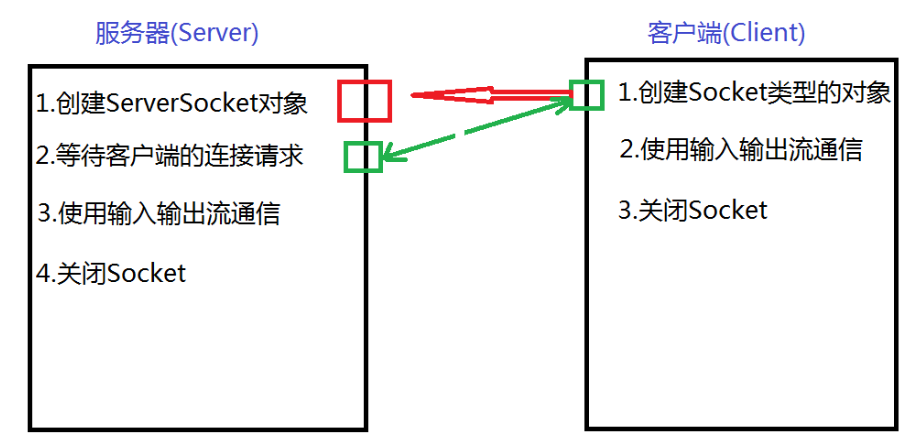 服务器(Server)
客户端(Client)
1.创建ServerSocket对象
2.等待客户端的连接请求
3.使用输入输出流通信
4.关闭Socket
1.创建Socket类型的对象
2.使用输入输出流通信
3.关闭Socket